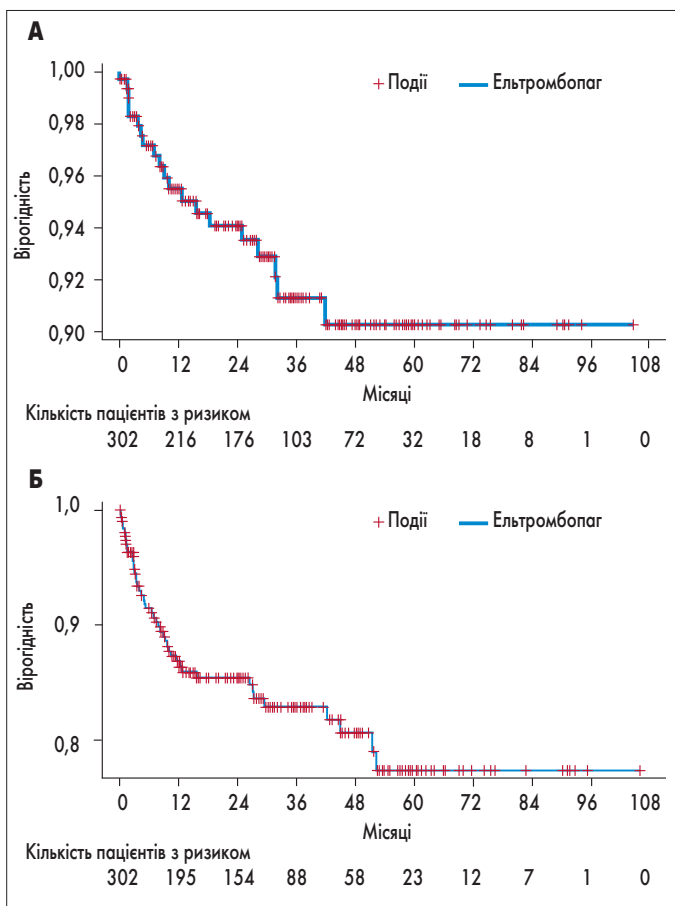 А
1,00
+ Події — Ельтромбопаг
0,98
0,96
Вірогідність
0,94
0,92
0,90
0 12 24 36 48 60 72 84 96 108
Місяці
Кількість пацієнтів з ризиком
302 216 176 103 72 32 18 8 1 0
Б
1,0
+ Події — Ельтромбопаг
0,9
Вірогідність
0,8
0 12 24 36 48 60 72 84 96 108
Місяці
Кількість пацієнтів з ризиком
302 195 154 88 58 23 12 7 1 0